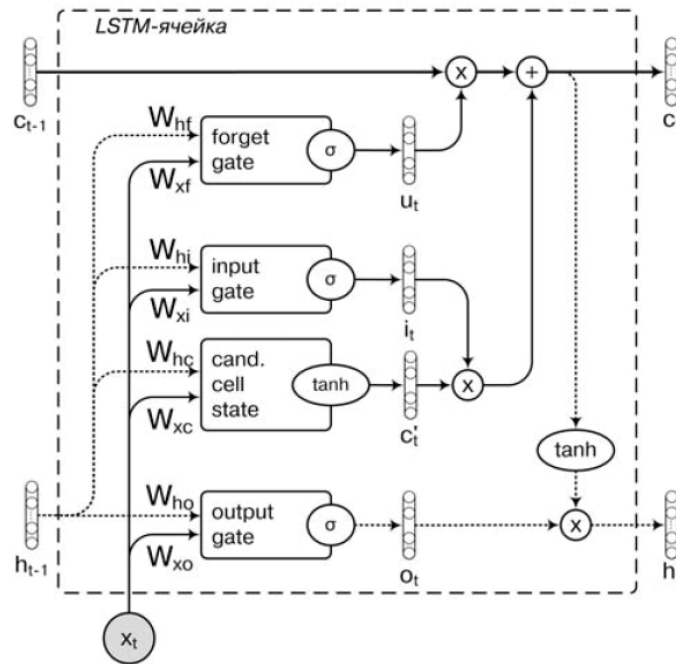 LSTM-ячейка
x
+
c_{t-1}
c
W_{hf}
forget
gate
σ
W_{xf}
u_t
W_{hi}
input
gate
σ
W_{xi}
i_t
W_{hc}
cand.
cell
state
tanh
x
W_{xc}
c'_t
tanh
W_{ho}
output
gate
σ
x
W_{xo}
h_{t-1}
o_t
h
x_t